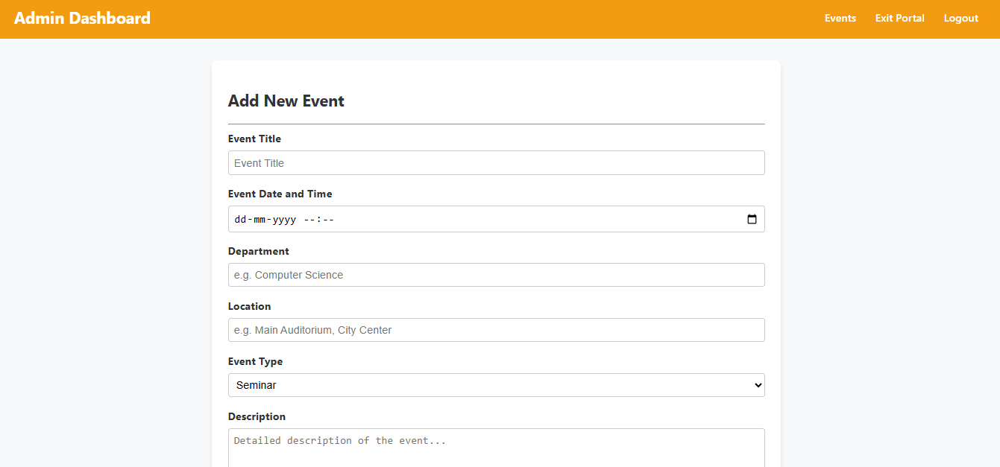 Admin Dashboard Events Exit Portal Logout
Add New Event
Event Title
Event Title
Event Date and Time
dd-mm-yyyy --:--
Department
e.g. Computer Science
Location
e.g. Main Auditorium, City Center
Event Type
Seminar
Description
Detailed description of the event...